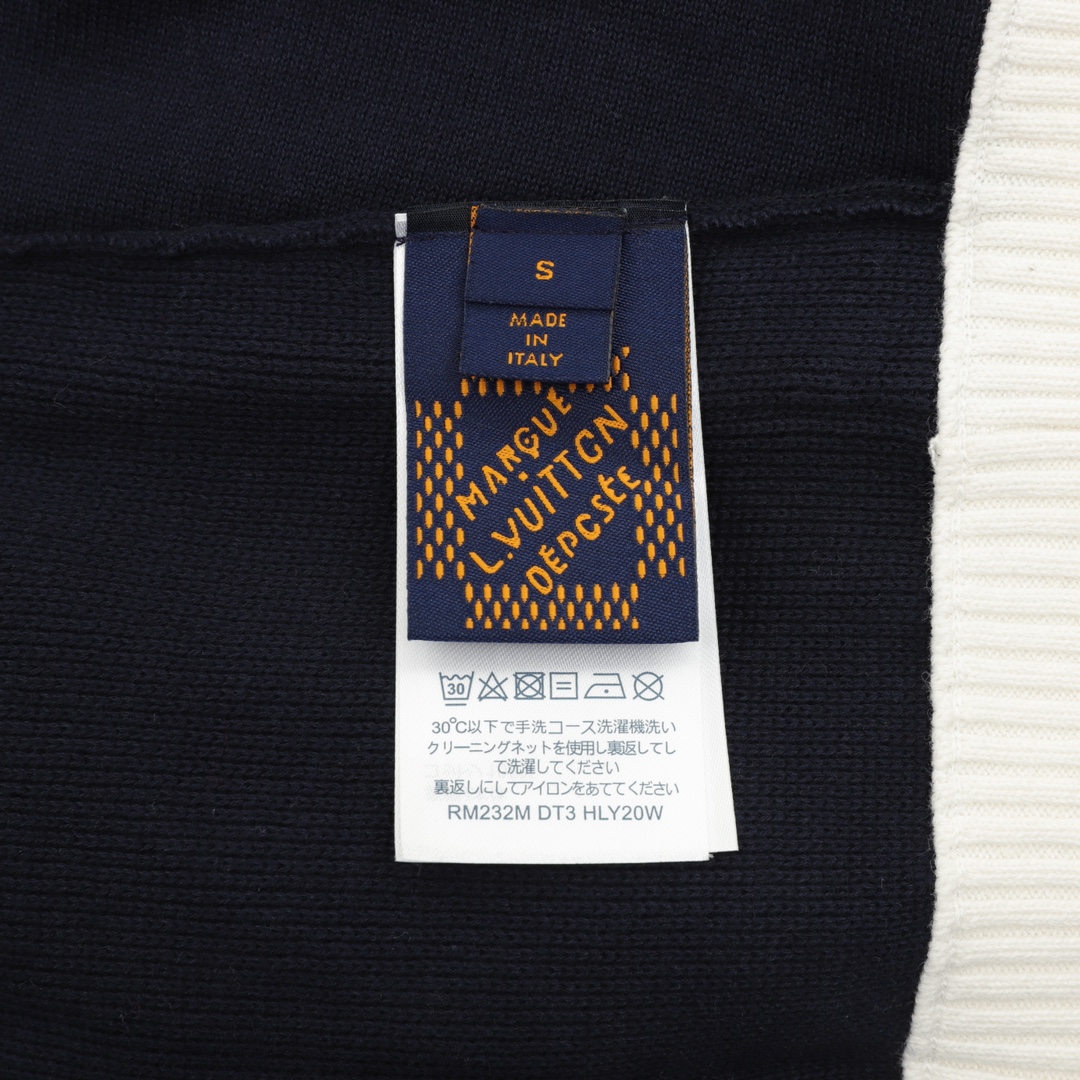 S
MADE
IN
ITALY
MARQUE
L.VUITTON
DÉPOSÉE
30
30℃以下で手洗コース洗濯機洗い
クリーニングネットを使用し裏返してし
て洗濯してください
裏返しにしてアイロンをあててください
RM232M DT3 HLY20W